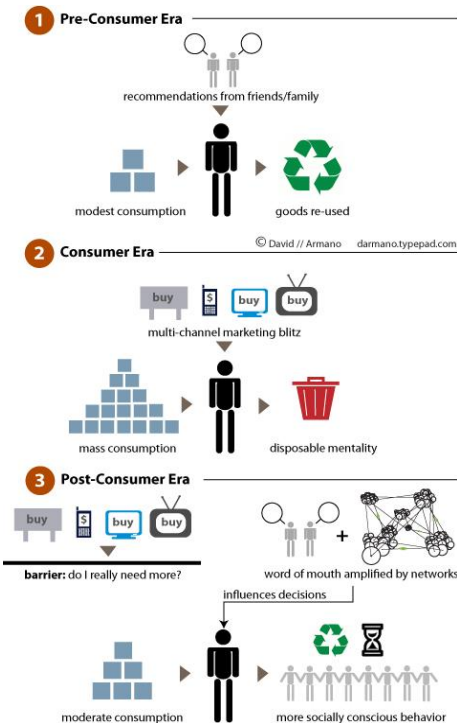 1 Pre-Consumer Era
recommendations from friends/family
modest consumption
goods re-used
© David // Armano darmano.typepad.com
2 Consumer Era
buy
$
buy
buy
multi-channel marketing blitz
mass consumption
disposable mentality
3 Post-Consumer Era
buy
$
buy
buy
+
barrier: do I really need more?
word of mouth amplified by networks
influences decisions
moderate consumption
more socially conscious behavior